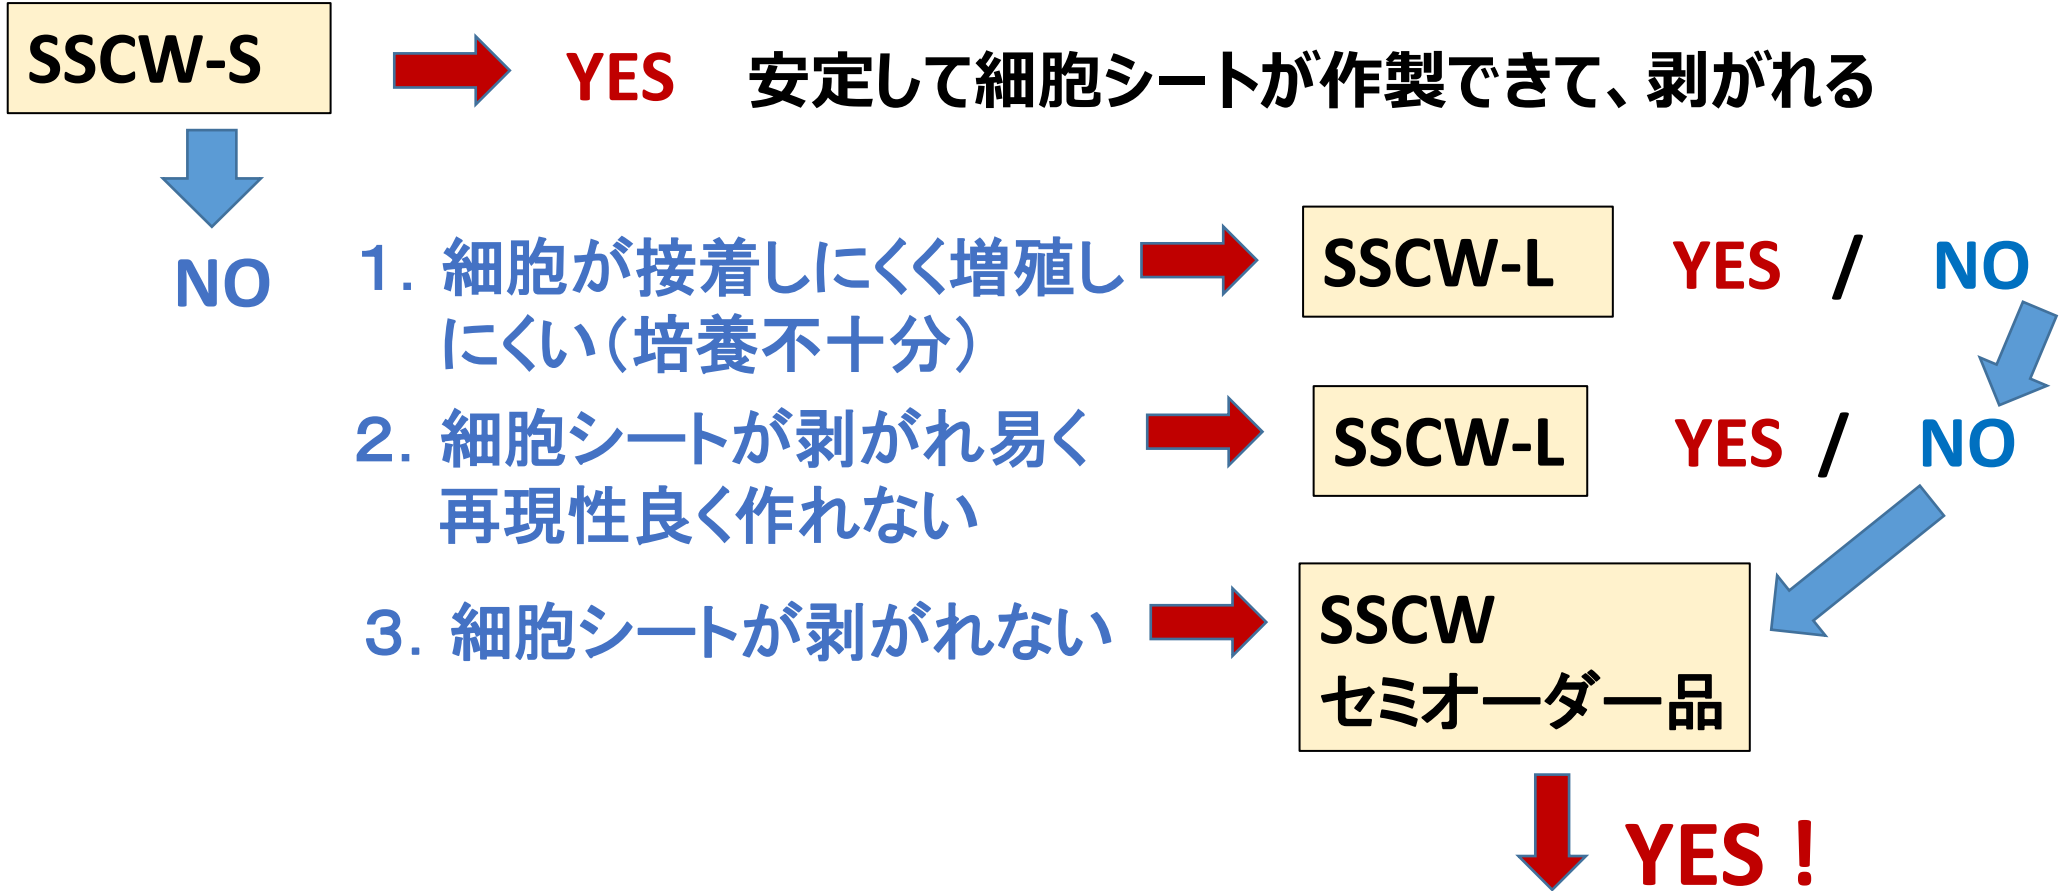 SSCW-S
YES 安定して細胞シートが作製できて、剥がれる
NO
１．細胞が接着しにくく増殖し
にくい（培養不十分）
SSCW-L YES / NO
２．細胞シートが剥がれ易く
再現性良く作れない
SSCW-L YES / NO
３．細胞シートが剥がれない
SSCW
セミオーダー品
YES！